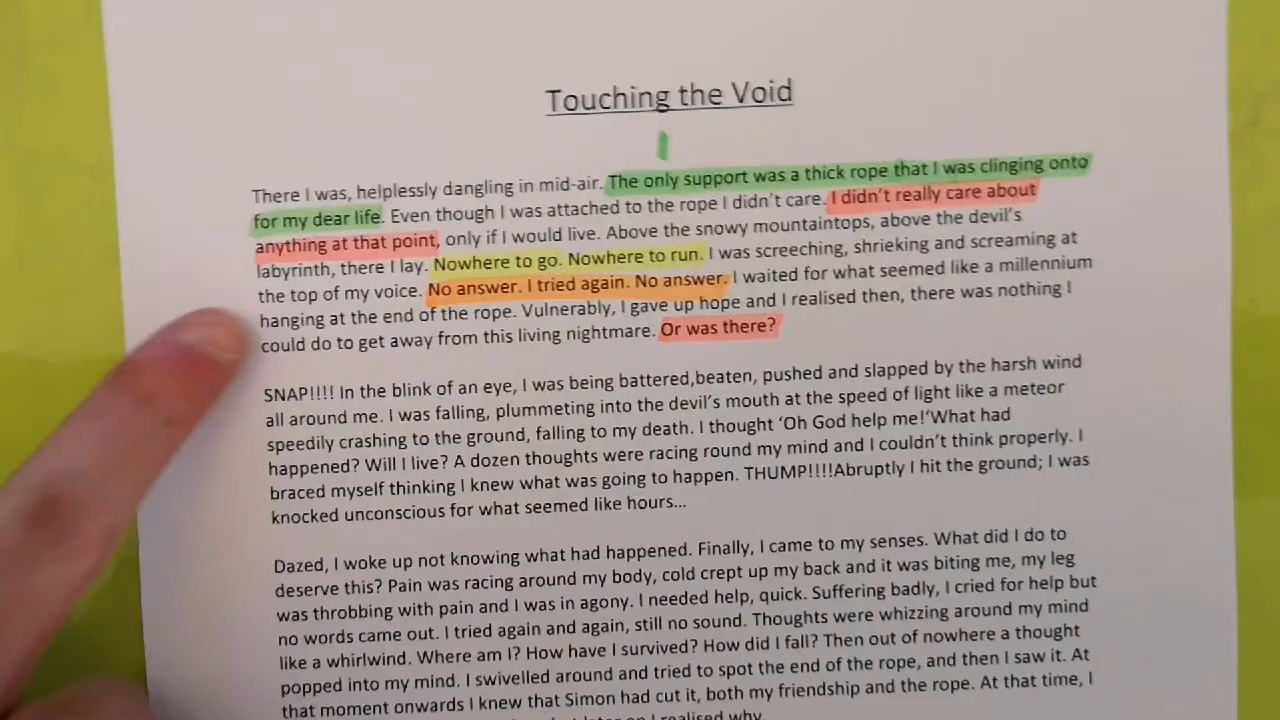 Touching the Void
There I was, helplessly dangling in mid-air. The only support was a thick rope that I was clinging onto
for my dear life. Even though I was attached to the rope I didn't care. I didn't really care about
anything at that point, only if I would live. Above the snowy mountaintops, above the devil's
labyrinth, there I lay. Nowhere to go. Nowhere to run. I was screeching, shrieking and screaming at
the top of my voice. No answer. I tried again. No answer. I waited for what seemed like a millennium
hanging at the end of the rope. Vulnerably, I gave up hope and I realised then, there was nothing I
could do to get away from this living nightmare. Or was there?
SNAP!!!! In the blink of an eye, I was being battered,beaten, pushed and slapped by the harsh wind
all around me. I was falling, plummeting into the devil's mouth at the speed of light like a meteor
speedily crashing to the ground, falling to my death. I thought 'Oh God help me!'What had
happened? Will I live? A dozen thoughts were racing round my mind and I couldn't think properly. I
braced myself thinking I knew what was going to happen. THUMP!!!!Abruptly I hit the ground; I was
knocked unconscious for what seemed like hours...
Dazed, I woke up not knowing what had happened. Finally, I came to my senses. What did I do to
deserve this? Pain was racing around my body, cold crept up my back and it was biting me, my leg
was throbbing with pain and I was in agony. I needed help, quick. Suffering badly, I cried for help but
no words came out. I tried again and again, still no sound. Thoughts were whizzing around my mind
like a whirlwind. Where am I? How have I survived? How did I fall? Then out of nowhere a thought
popped into my mind. I swivelled around and tried to spot the end of the rope, and then I saw it. At
that moment onwards I knew that Simon had cut it, both my friendship and the rope. At that time, I
I realised why.